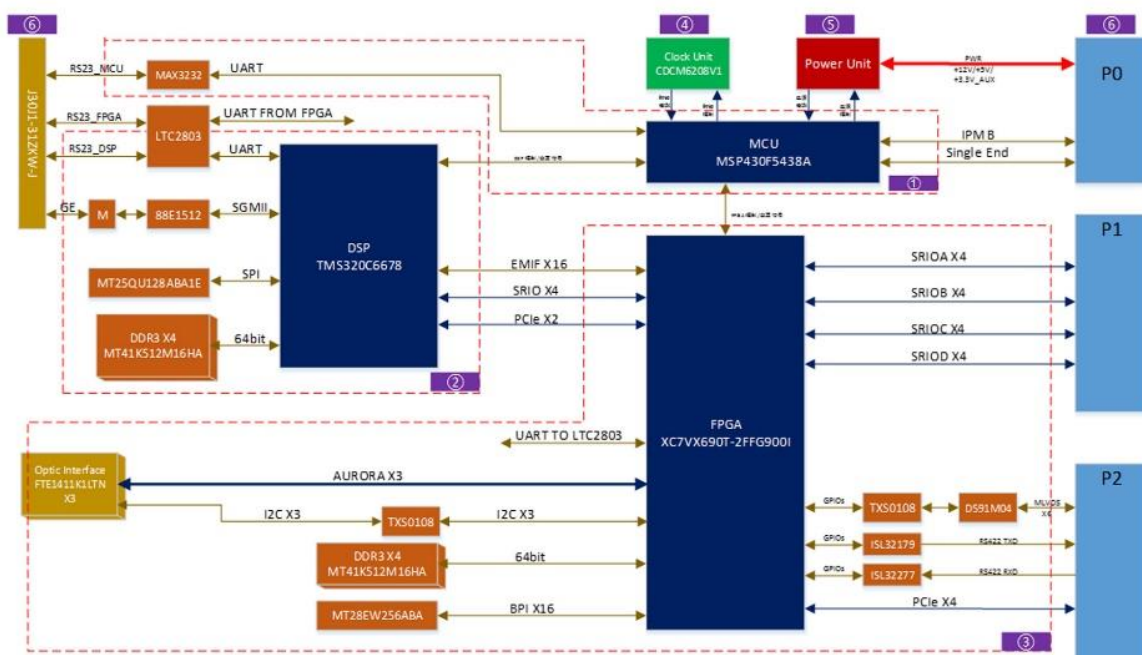 ⑥
④
⑤
⑥
J30J1-31ZKW-J
RS23_MCU
MAX3232
UART
Clock Unit
CDCM6208V1
Power Unit
PWR
+12V/+5V/
+3.3V_AUX
P0
RS23_FPGA
LTC2803
UART FROM FPGA
RS23_DSP
UART
MCU
MSP430F5438A
IPMB
Single End
①
GE
M
88E1512
SGMII
DSP
TMS320C6678
P1
MT25QU128ABA1E
SPI
EMIF X16
SRIO X4
PCIe X2
SRIOA X4
SRIOB X4
SRIOC X4
SRIOD X4
DDR3 X4
MT41K512M16HA
64bit
②
FPGA
XC7VX690T-2FFG900I
UART TO LTC2803
Optic Interface
FTE1411K1LTN
X3
AURORA X3
P2
I2C X3
TXS0108
I2C X3
GPIOs
TXS0108
DS91M04
MLVDS
X4
DDR3 X4
MT41K512M16HA
64bit
GPIOs
ISL32179
RS422 TXD
GPIOs
ISL32277
RS422 RXD
MT28EW256ABA
BPI X16
PCIe X4
③